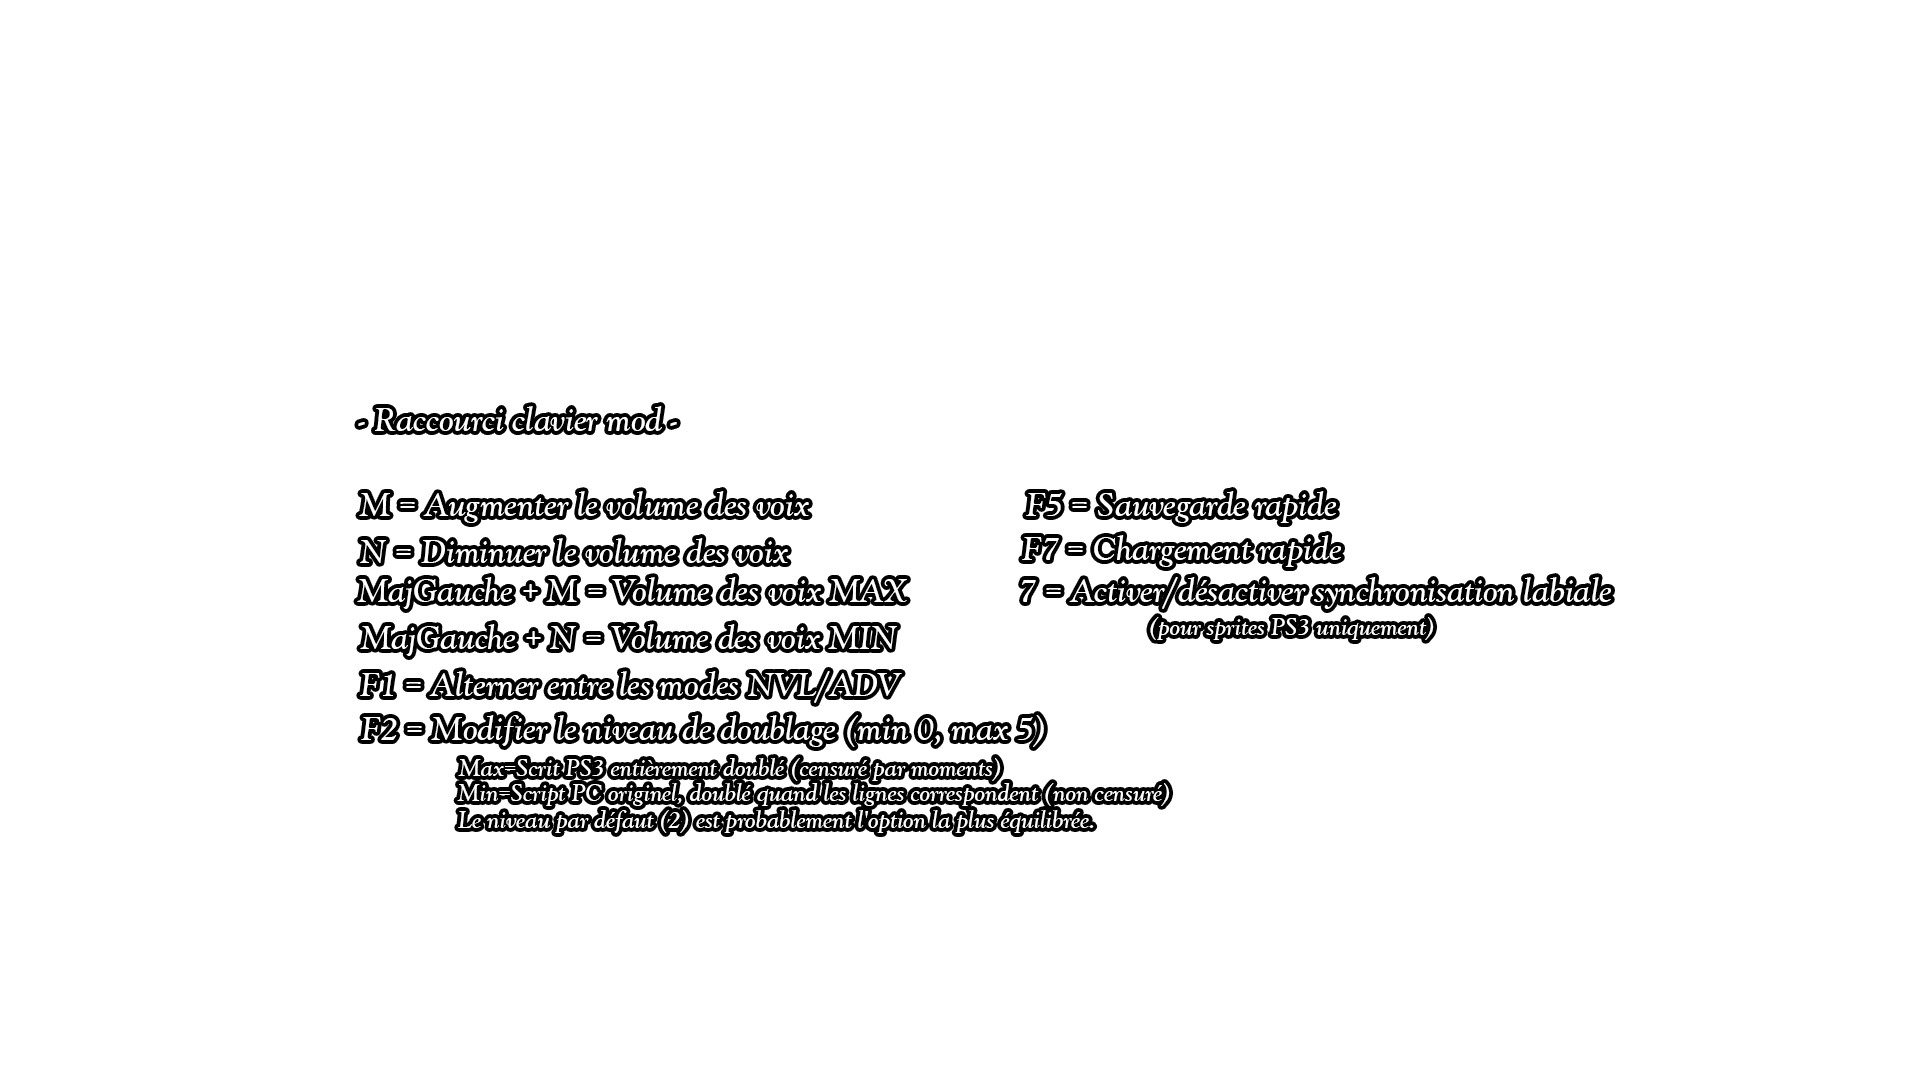 - Raccourci clavier mod -
M = Augmenter le volume des voix
N = Diminuer le volume des voix
MajGauche + M = Volume des voix MAX
MajGauche + N = Volume des voix MIN
F1 = Alterner entre les modes NVL/ADV
F2 = Modifier le niveau de doublage (min 0, max 5)
Max=Scrit PS3 entièrement doublé (censuré par moments)
Min=Script PC originel, doublé quand les lignes correspondent (non censuré)
Le niveau par défaut (2) est probablement l'option la plus équilibrée.
F5 = Sauvegarde rapide
F7 = Chargement rapide
7 = Activer/désactiver synchronisation labiale
(pour sprites PS3 uniquement)